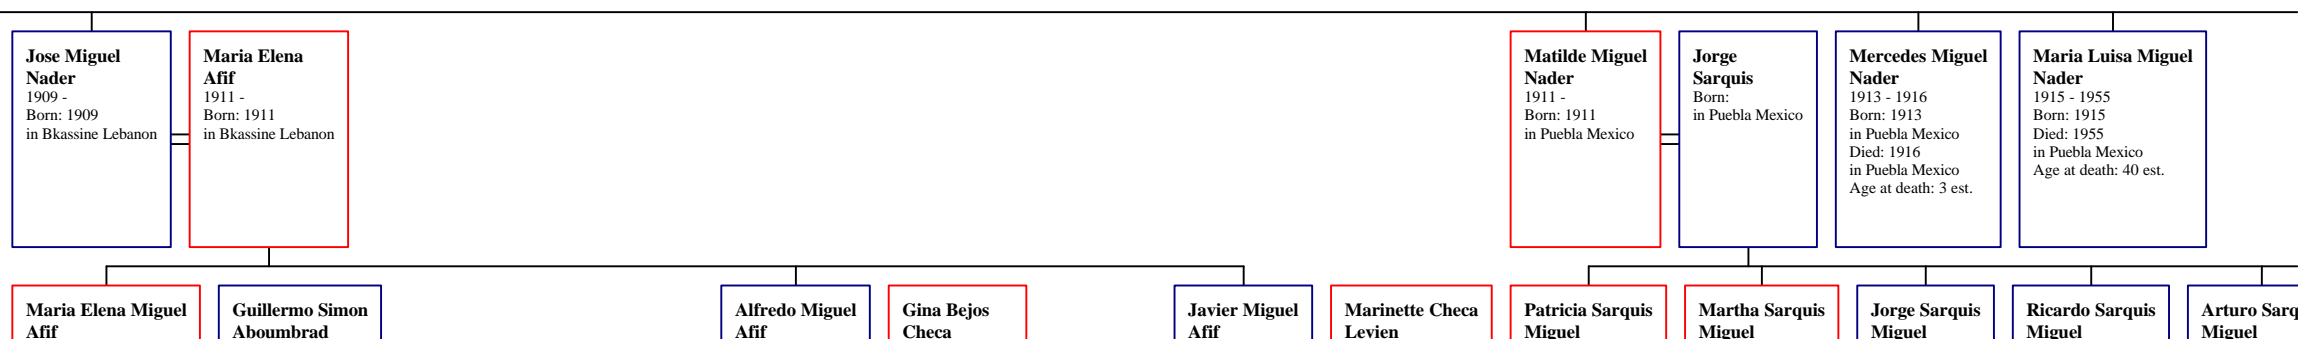 Jose Miguel
Nader
1909 -
Born: 1909
in Bkassine Lebanon
Maria Elena
Afif
1911 -
Born: 1911
in Bkassine Lebanon
Matilde Miguel
Nader
1911 -
Born: 1911
in Puebla Mexico
Jorge
Sarquis
Born:
in Puebla Mexico
Mercedes Miguel
Nader
1913 - 1916
Born: 1913
in Puebla Mexico
Died: 1916
in Puebla Mexico
Age at death: 3 est.
Maria Luisa Miguel
Nader
1915 - 1955
Born: 1915
Died: 1955
in Puebla Mexico
Age at death: 40 est.
Maria Elena Miguel
Afif
Guillermo Simon
Aboumbrad
Alfredo Miguel
Afif
Gina Bejos
Checa
Javier Miguel
Afif
Marinette Checa
Levien
Patricia Sarquis
Miguel
Martha Sarquis
Miguel
Jorge Sarquis
Miguel
Ricardo Sarquis
Miguel
Arturo Sarq
Miguel